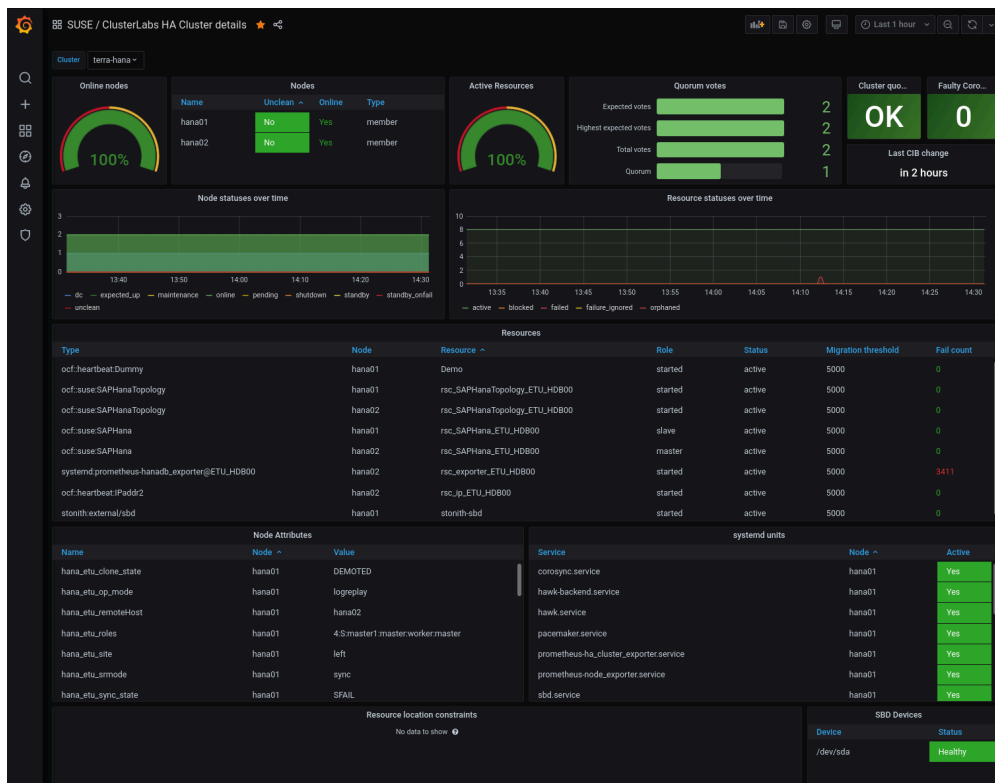 SUSE / ClusterLabs HA Cluster details
Last 1 hour
Cluster terra-hana
Online nodes
100%
Nodes
Name Unclean Online Type
hana01 No Yes member
hana02 No Yes member
Active Resources
100%
Quorum votes
Expected votes 2
Highest expected votes 2
Total votes 2
Quorum 1
Cluster quo...
OK
Faulty Coro...
0
Last CIB change
in 2 hours
Node statuses over time
3
2
1
0
13:40 13:50 14:00 14:10 14:20 14:30
dc expected_up maintenance online pending shutdown standby standby_onfail
unclean
Resource statuses over time
10
8
6
4
2
0
13:35 13:40 13:45 13:50 13:55 14:00 14:05 14:10 14:15 14:20 14:25 14:30
active blocked failed failure_ignored orphaned
Resources
Type Node Resource Role Status Migration threshold Fail count
ocf::heartbeat:Dummy hana01 Demo started active 5000 0
ocf::suse:SAPHanaTopology hana01 rsc_SAPHanaTopology_ETU_HDB00 started active 5000 0
ocf::suse:SAPHanaTopology hana02 rsc_SAPHanaTopology_ETU_HDB00 started active 5000 0
ocf::suse:SAPHana hana01 rsc_SAPHana_ETU_HDB00 slave active 5000 0
ocf::suse:SAPHana hana02 rsc_SAPHana_ETU_HDB00 master active 5000 0
systemd:prometheus-hanadb_exporter@ETU_HDB00 hana02 rsc_exporter_ETU_HDB00 started active 5000 3411
ocf::heartbeat:IPaddr2 hana02 rsc_ip_ETU_HDB00 started active 5000 0
stonith:external/sbd hana01 stonith-sbd started active 5000 0
Node Attributes
Name Node Value
hana_etu_clone_state hana01 DEMOTED
hana_etu_op_mode hana01 logreplay
hana_etu_remoteHost hana01 hana02
hana_etu_roles hana01 4:S:master1:master:worker:master
hana_etu_site hana01 left
hana_etu_srmode hana01 sync
hana_etu_sync_state hana01 SFAIL
systemd units
Service Node Active
corosync.service hana01 Yes
hawk-backend.service hana01 Yes
hawk.service hana01 Yes
pacemaker.service hana01 Yes
prometheus-ha_cluster_exporter.service hana01 Yes
prometheus-node_exporter.service hana01 Yes
sbd.service hana01 Yes
Resource location constraints
No data to show
SBD Devices
Device Status
/dev/sda Healthy